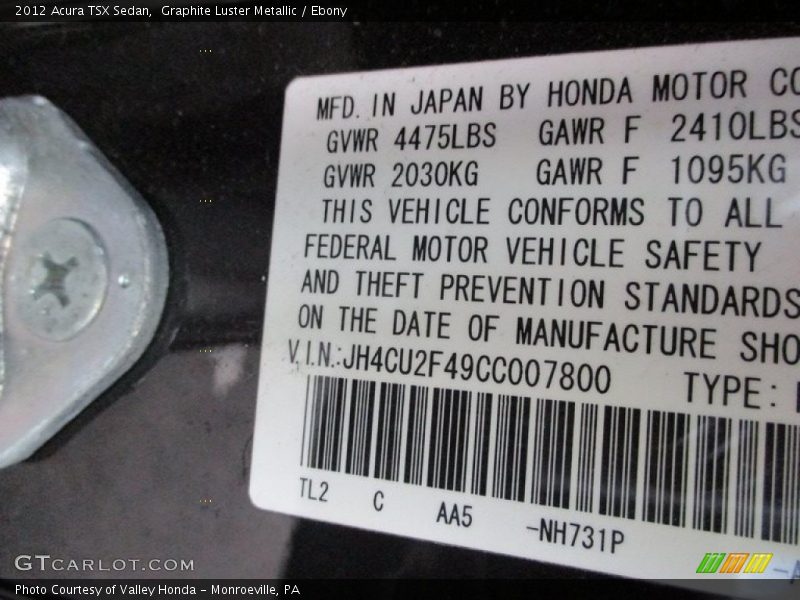 2012 Acura TSX Sedan,  Graphite Luster Metallic / Ebony
MFD. IN JAPAN BY HONDA MOTOR CO
GVWR 4475LBS GAWR F 2410LBS
GVWR 2030KG GAWR F 1095KG
THIS VEHICLE CONFORMS TO ALL
FEDERAL MOTOR VEHICLE SAFETY
AND THEFT PREVENTION STANDARDS
ON THE DATE OF MANUFACTURE SHO
V.I.N.:JH4CU2F49CC007800 TYPE:
TL2 C AA5 -NH731P
GTCARLOT.COM
Photo Courtesy of Valley Honda - Monroeville, PA